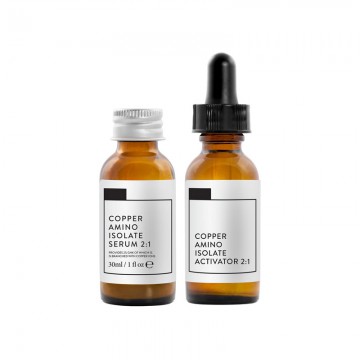 COPPER
AMINO
ISOLATE
SERUM 2:1
30ml / 1 fl oz ℮
COPPER
AMINO
ISOLATE
ACTIVATOR 2:1